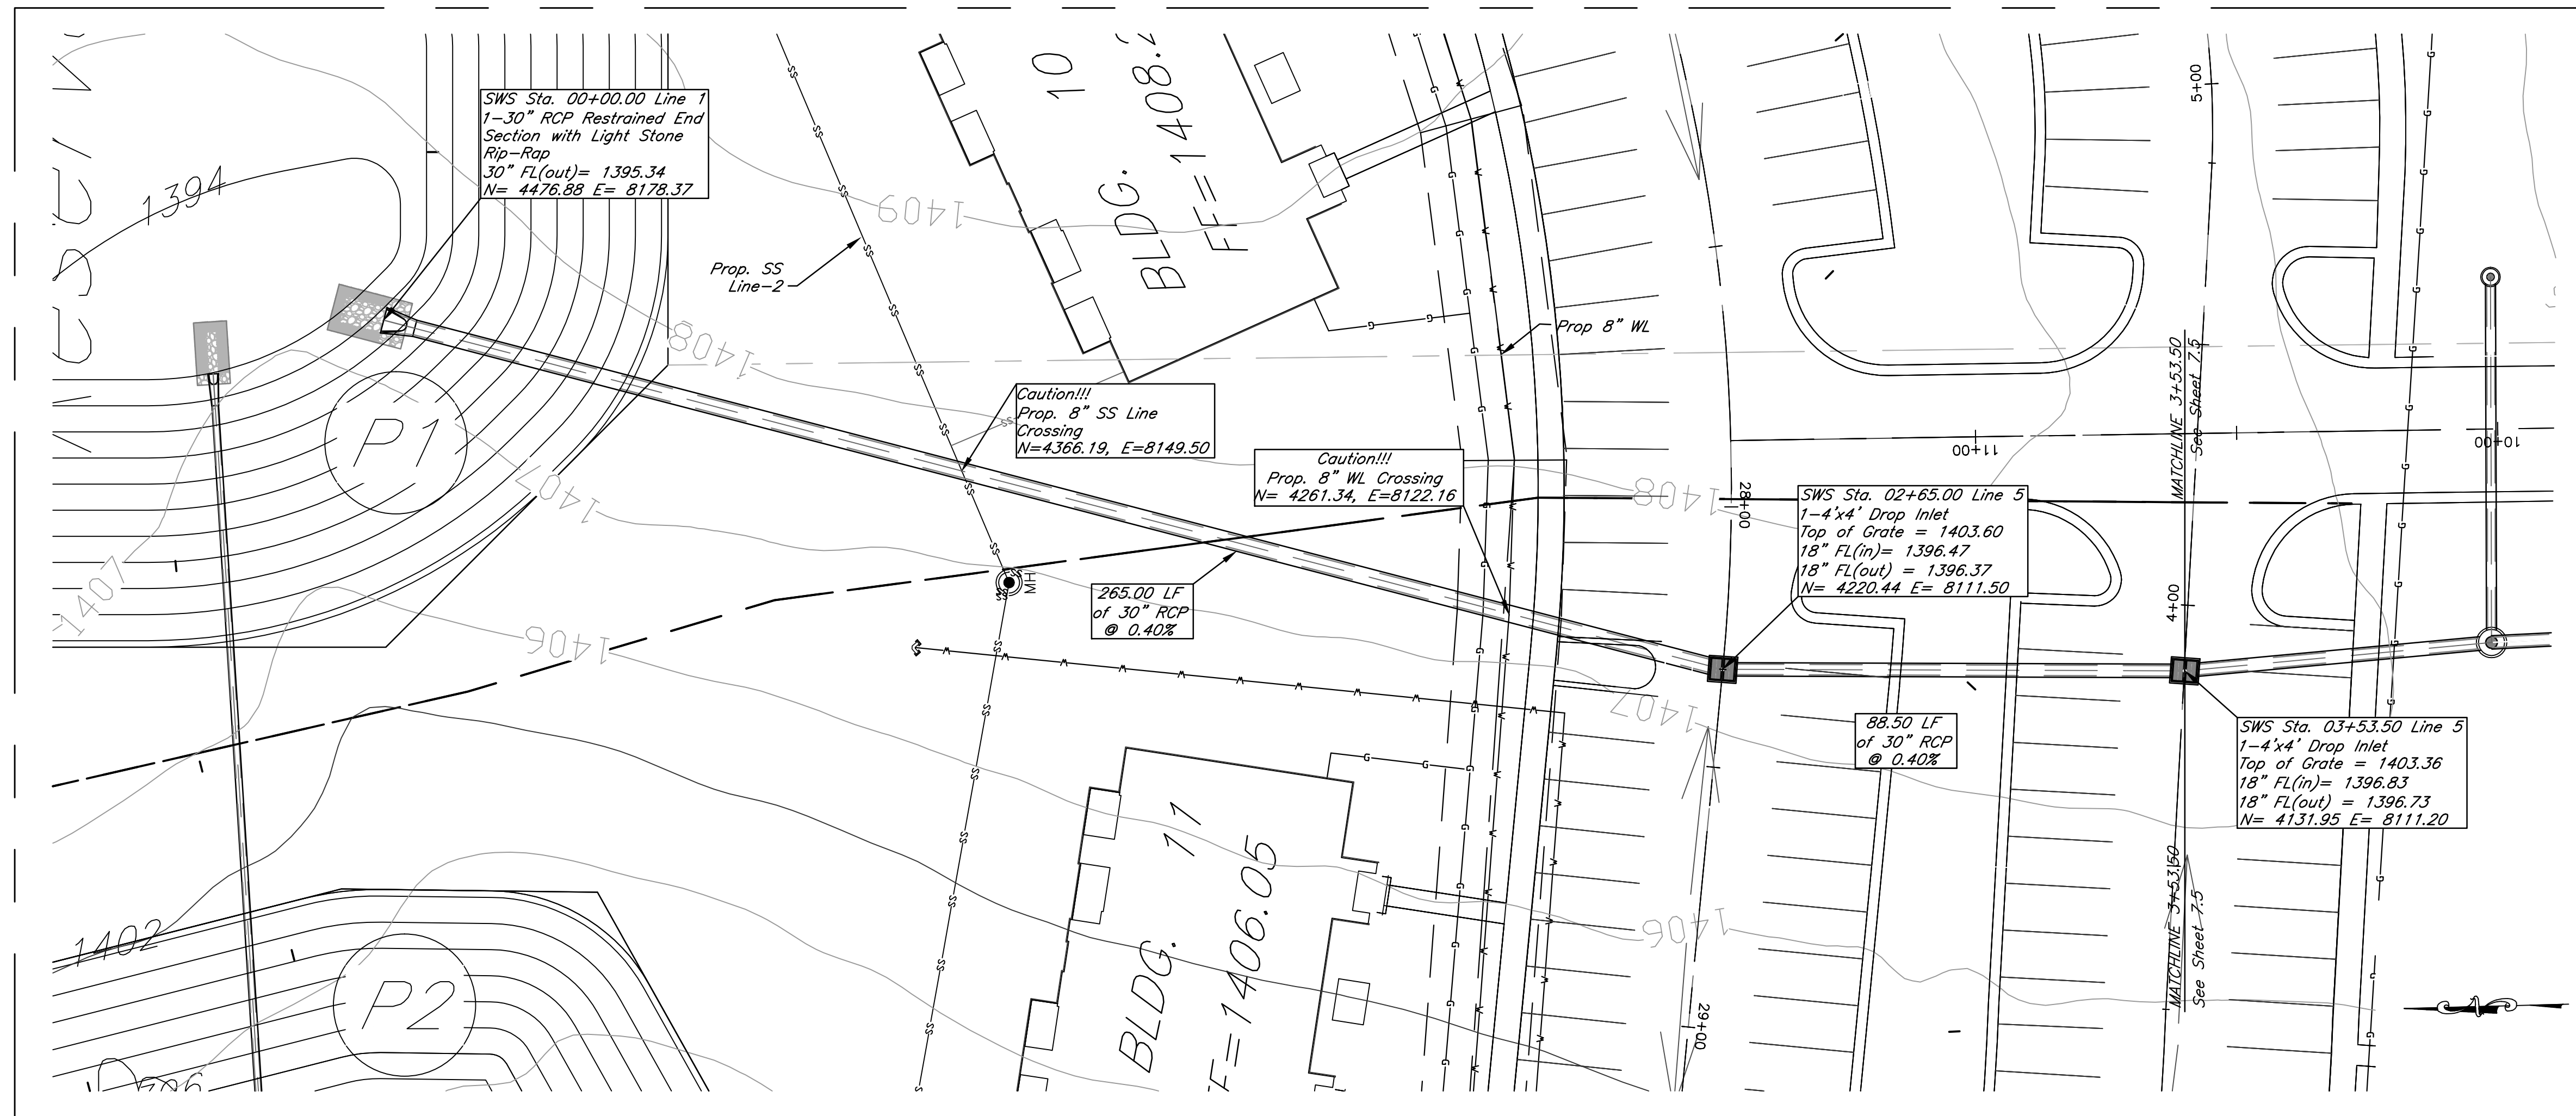 SWS Sta. 00+00.00 Line 1
1-30" RCP Restrained End
Section with Light Stone
Rip-Rap
30" FL(out)= 1395.34
N= 4476.88 E= 8178.37
1394
Prop. SS
Line-2
1409
BLDG. 10
FF=1408.2
Prop 8" WL
5+00
1408
P1
Caution!!!
Prop. 8" SS Line
Crossing
N=4366.19, E=8149.50
Caution!!!
Prop. 8" WL Crossing
N= 4261.34, E=8122.16
1408
28+00
11+00
10+00
MATCHLINE 3+53.50
See Sheet 7.5
SWS Sta. 02+65.00 Line 5
1-4'x4' Drop Inlet
Top of Grate = 1403.60
18" FL(in)= 1396.47
18" FL(out) = 1396.37
N= 4220.44 E= 8111.50
4+00
1407
1407
MH
265.00 LF
of 30" RCP
@ 0.40%
1406
1407
88.50 LF
of 30" RCP
@ 0.40%
SWS Sta. 03+53.50 Line 5
1-4'x4' Drop Inlet
Top of Grate = 1403.36
18" FL(in)= 1396.83
18" FL(out) = 1396.73
N= 4131.95 E= 8111.20
BLDG. 11
F=1406.05
1406
1402
P2
29+00
MATCHLINE 3+53.50
See Sheet 7.5